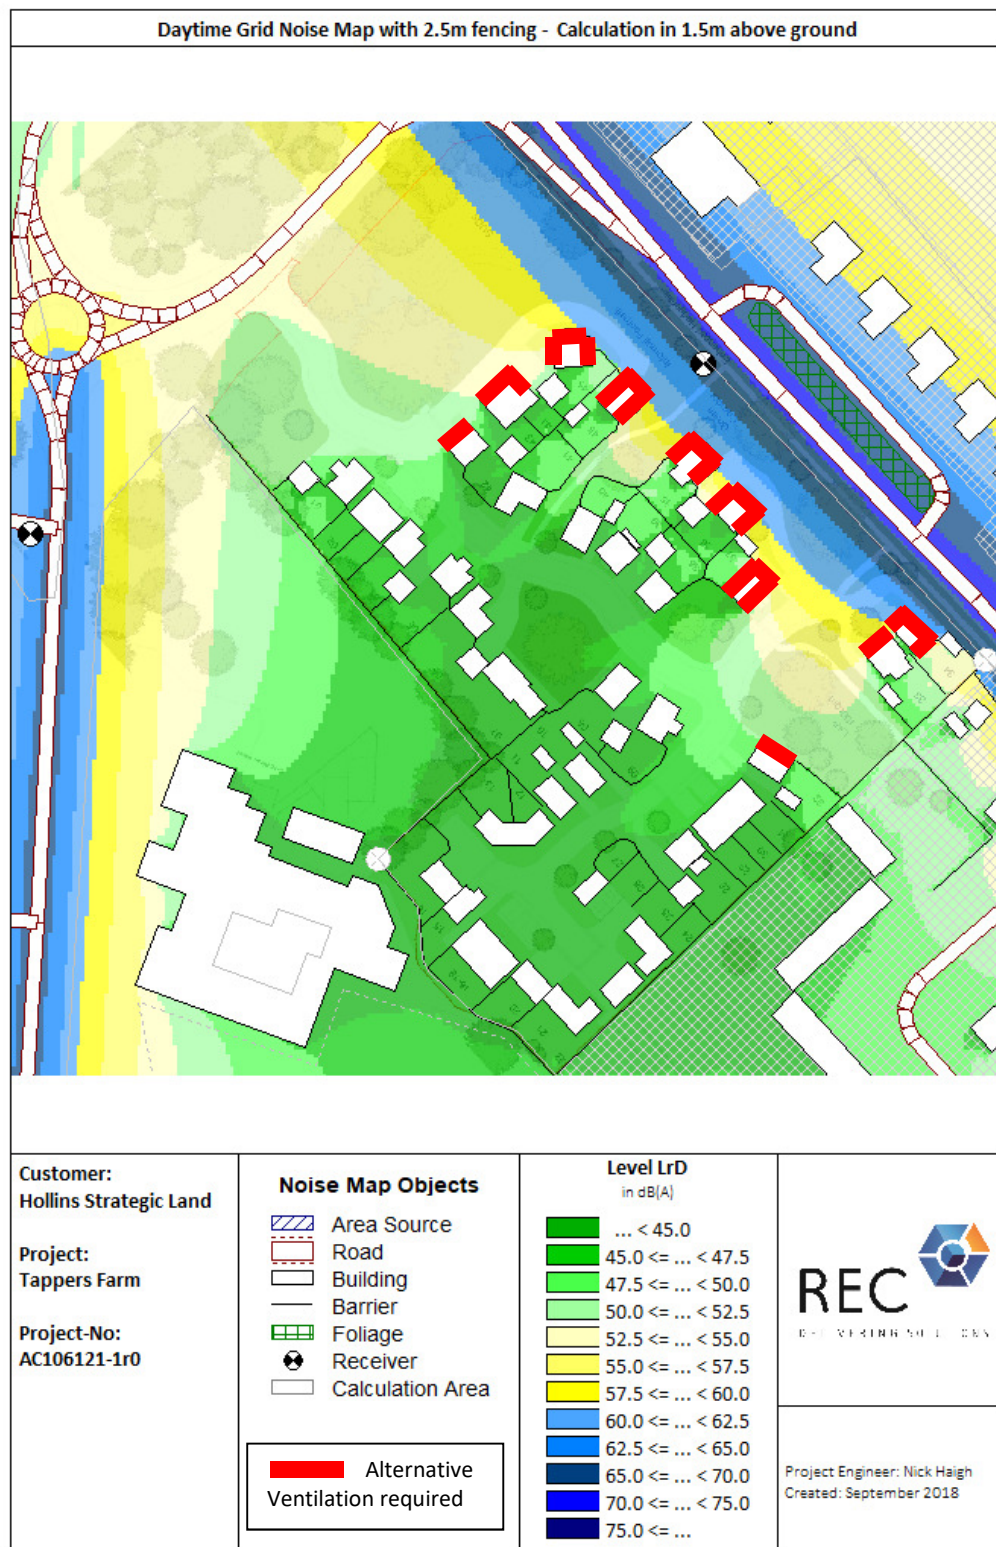 Daytime Grid Noise Map with 2.5m fencing - Calculation in 1.5m above ground
Customer:
Hollins Strategic Land
Project:
Tappers Farm
Project-No:
AC106121-1r0
Noise Map Objects
Area Source
Road
Building
Barrier
Foliage
Receiver
Calculation Area
Alternative
Ventilation required
Level LrD
in dB(A)
... < 45.0
45.0 <= ... < 47.5
47.5 <= ... < 50.0
50.0 <= ... < 52.5
52.5 <= ... < 55.0
55.0 <= ... < 57.5
57.5 <= ... < 60.0
60.0 <= ... < 62.5
62.5 <= ... < 65.0
65.0 <= ... < 70.0
70.0 <= ... < 75.0
75.0 <= ...
REC
Project Engineer: Nick Haigh
Created: September 2018